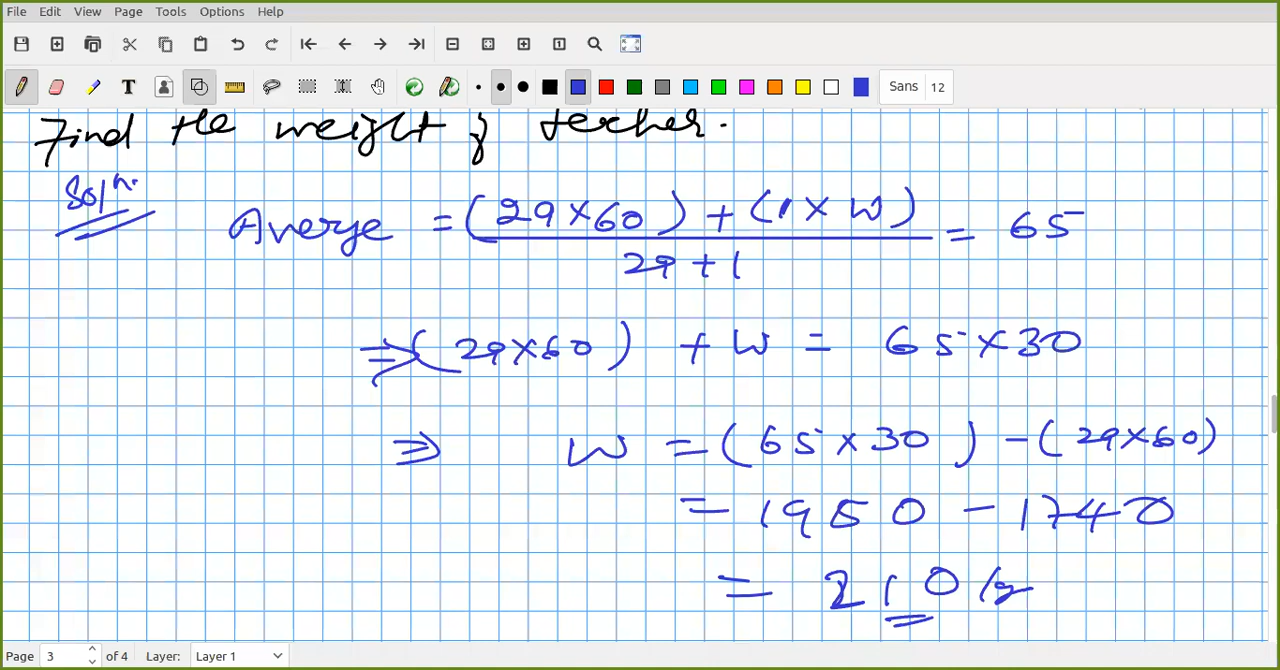 File Edit View Page Tools Options Help
Sans 12
Find the weight of teacher.
Solⁿ.
Averge = (29 × 60) + (1 × W) / 29 + 1 = 65
⇒ (29×60) + W = 65×30
⇒ W = (65×30) - (29×60)
= 1950 - 1740
= 210 kg
Page 3 of 4 Layer: Layer 1